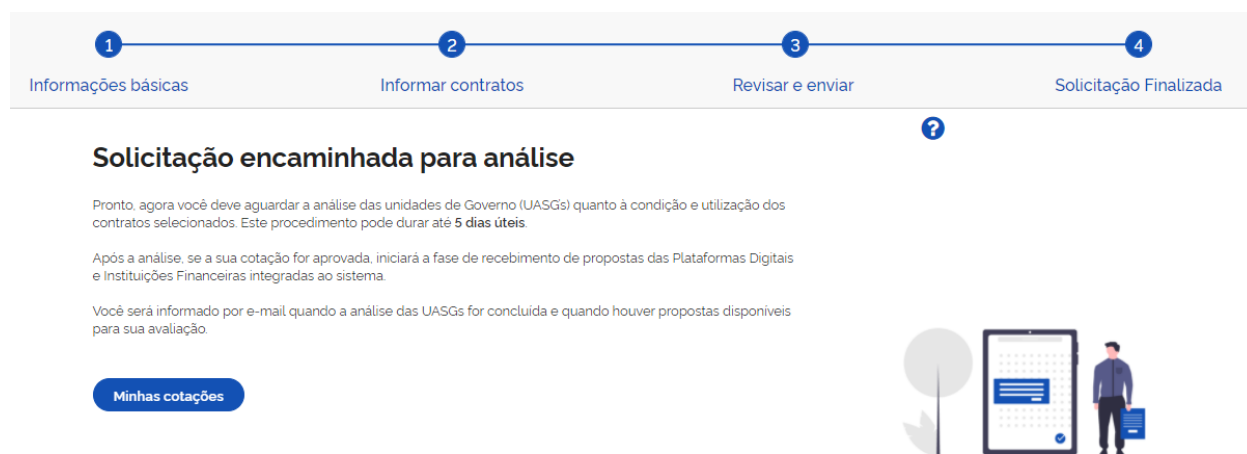 1 2 3 4
Informações básicas Informar contratos Revisar e enviar Solicitação Finalizada
?
Solicitação encaminhada para análise
Pronto, agora você deve aguardar a análise das unidades de Governo (UASG's) quanto à condição e utilização dos
contratos selecionados. Este procedimento pode durar até 5 dias úteis.
Após a análise, se a sua cotação for aprovada, iniciará a fase de recebimento de propostas das Plataformas Digitais
e Instituições Financeiras integradas ao sistema.
Você será informado por e-mail quando a análise das UASGs for concluída e quando houver propostas disponíveis
para sua avaliação.
Minhas cotações